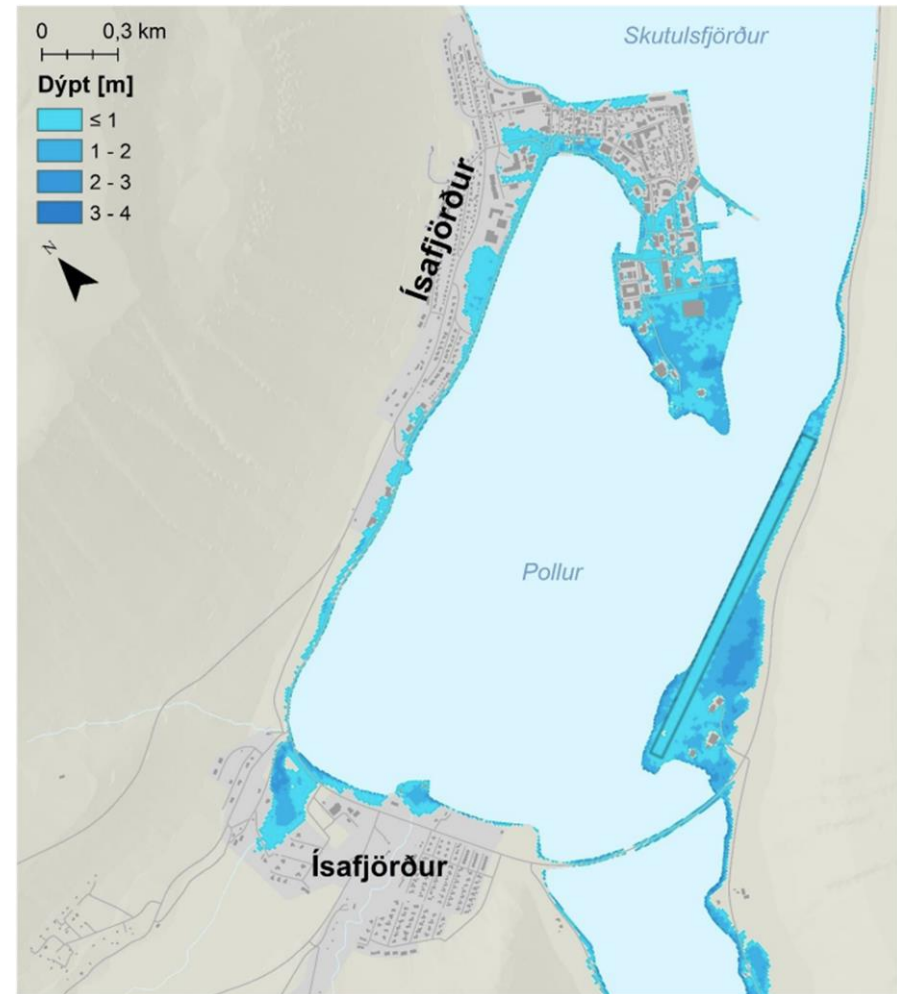 0 0,3 km
Dýpt [m]
≤ 1
1 - 2
2 - 3
3 - 4
N
Skutulsfjörður
Ísafjörður
Pollur
Ísafjörður